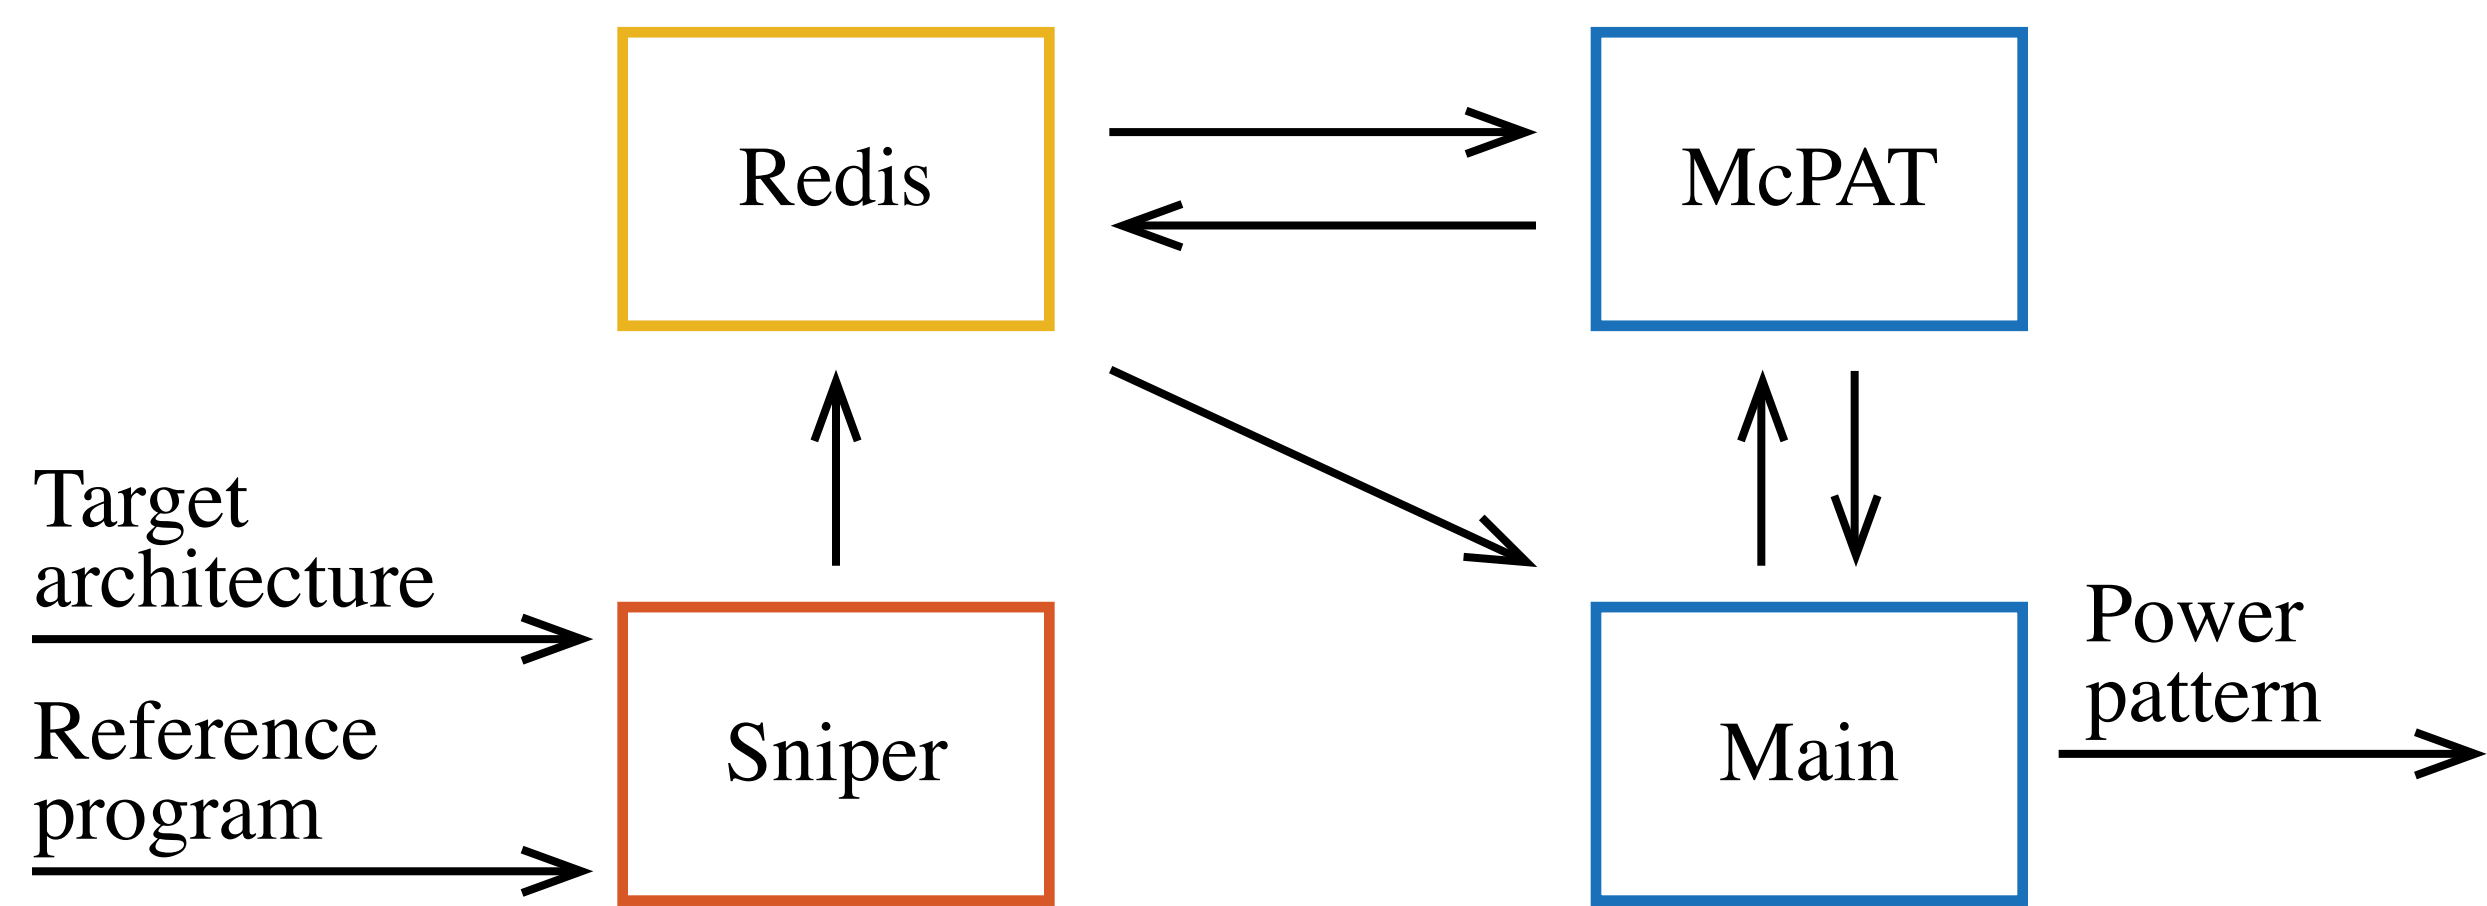 Redis
McPAT
Target
architecture
Reference
program
Sniper
Main
Power
pattern